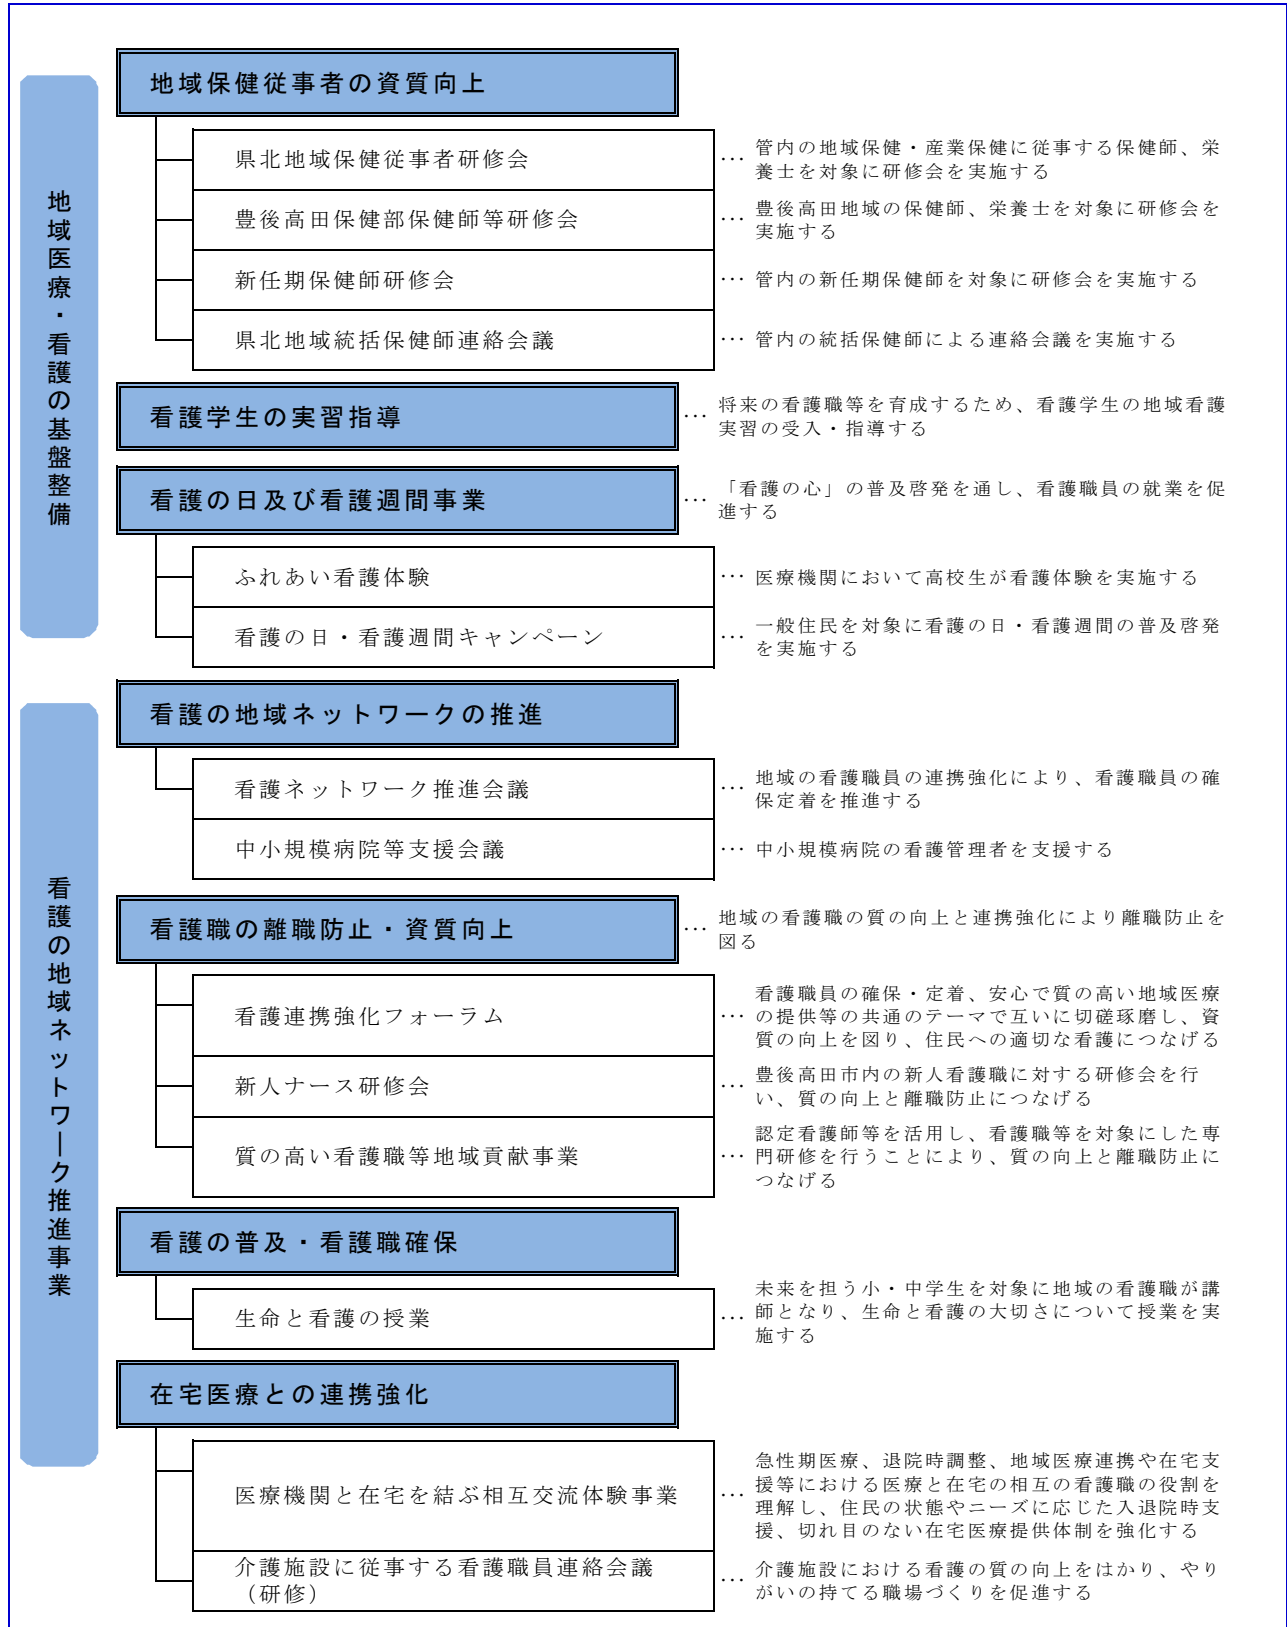 地域医療・看護の基盤整備
地域保健従事者の資質向上
県北地域保健従事者研修会
… 管内の地域保健・産業保健に従事する保健師、栄
養士を対象に研修会を実施する
豊後高田保健部保健師等研修会
… 豊後高田地域の保健師、栄養士を対象に研修会を
実施する
新任期保健師研修会
… 管内の新任期保健師を対象に研修会を実施する
県北地域統括保健師連絡会議
… 管内の統括保健師による連絡会議を実施する
看護学生の実習指導
… 将来の看護職等を育成するため、看護学生の地域看護
実習の受入・指導する
看護の日及び看護週間事業
… 「看護の心」の普及啓発を通し、看護職員の就業を促
進する
ふれあい看護体験
… 医療機関において高校生が看護体験を実施する
看護の日・看護週間キャンペーン
… 一般住民を対象に看護の日・看護週間の普及啓発
を実施する
看護の地域ネットワーク推進事業
看護の地域ネットワークの推進
看護ネットワーク推進会議
… 地域の看護職員の連携強化により、看護職員の確
保定着を推進する
中小規模病院等支援会議
… 中小規模病院の看護管理者を支援する
看護職の離職防止・資質向上
… 地域の看護職の質の向上と連携強化により離職防止を
図る
看護連携強化フォーラム
看護職員の確保・定着、安心で質の高い地域医療
… の提供等の共通のテーマで互いに切磋琢磨し、資
質の向上を図り、住民への適切な看護につなげる
新人ナース研修会
… 豊後高田市内の新人看護職に対する研修会を行
い、質の向上と離職防止につなげる
質の高い看護職等地域貢献事業
認定看護師等を活用し、看護職等を対象にした専
… 門研修を行うことにより、質の向上と離職防止に
つなげる
看護の普及・看護職確保
生命と看護の授業
未来を担う小・中学生を対象に地域の看護職が講
… 師となり、生命と看護の大切さについて授業を実
施する
在宅医療との連携強化
医療機関と在宅を結ぶ相互交流体験事業
急性期医療、退院時調整、地域医療連携や在宅支
… 援等における医療と在宅の相互の看護職の役割を
理解し、住民の状態やニーズに応じた入退院時支
援、切れ目のない在宅医療提供体制を強化する
介護施設に従事する看護職員連絡会議
（研修）
… 介護施設における看護の質の向上をはかり、やり
がいの持てる職場づくりを促進する